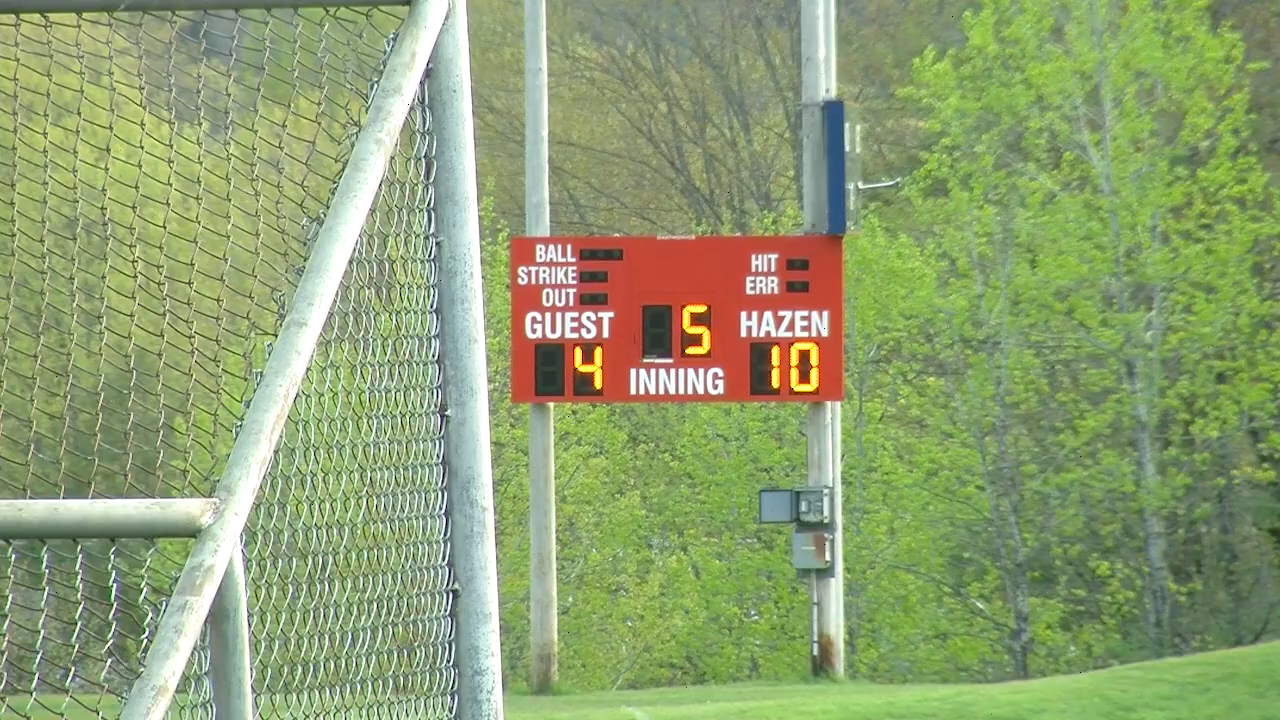 BALL
STRIKE
OUT
HIT
ERR
GUEST 5 HAZEN
4 INNING 10